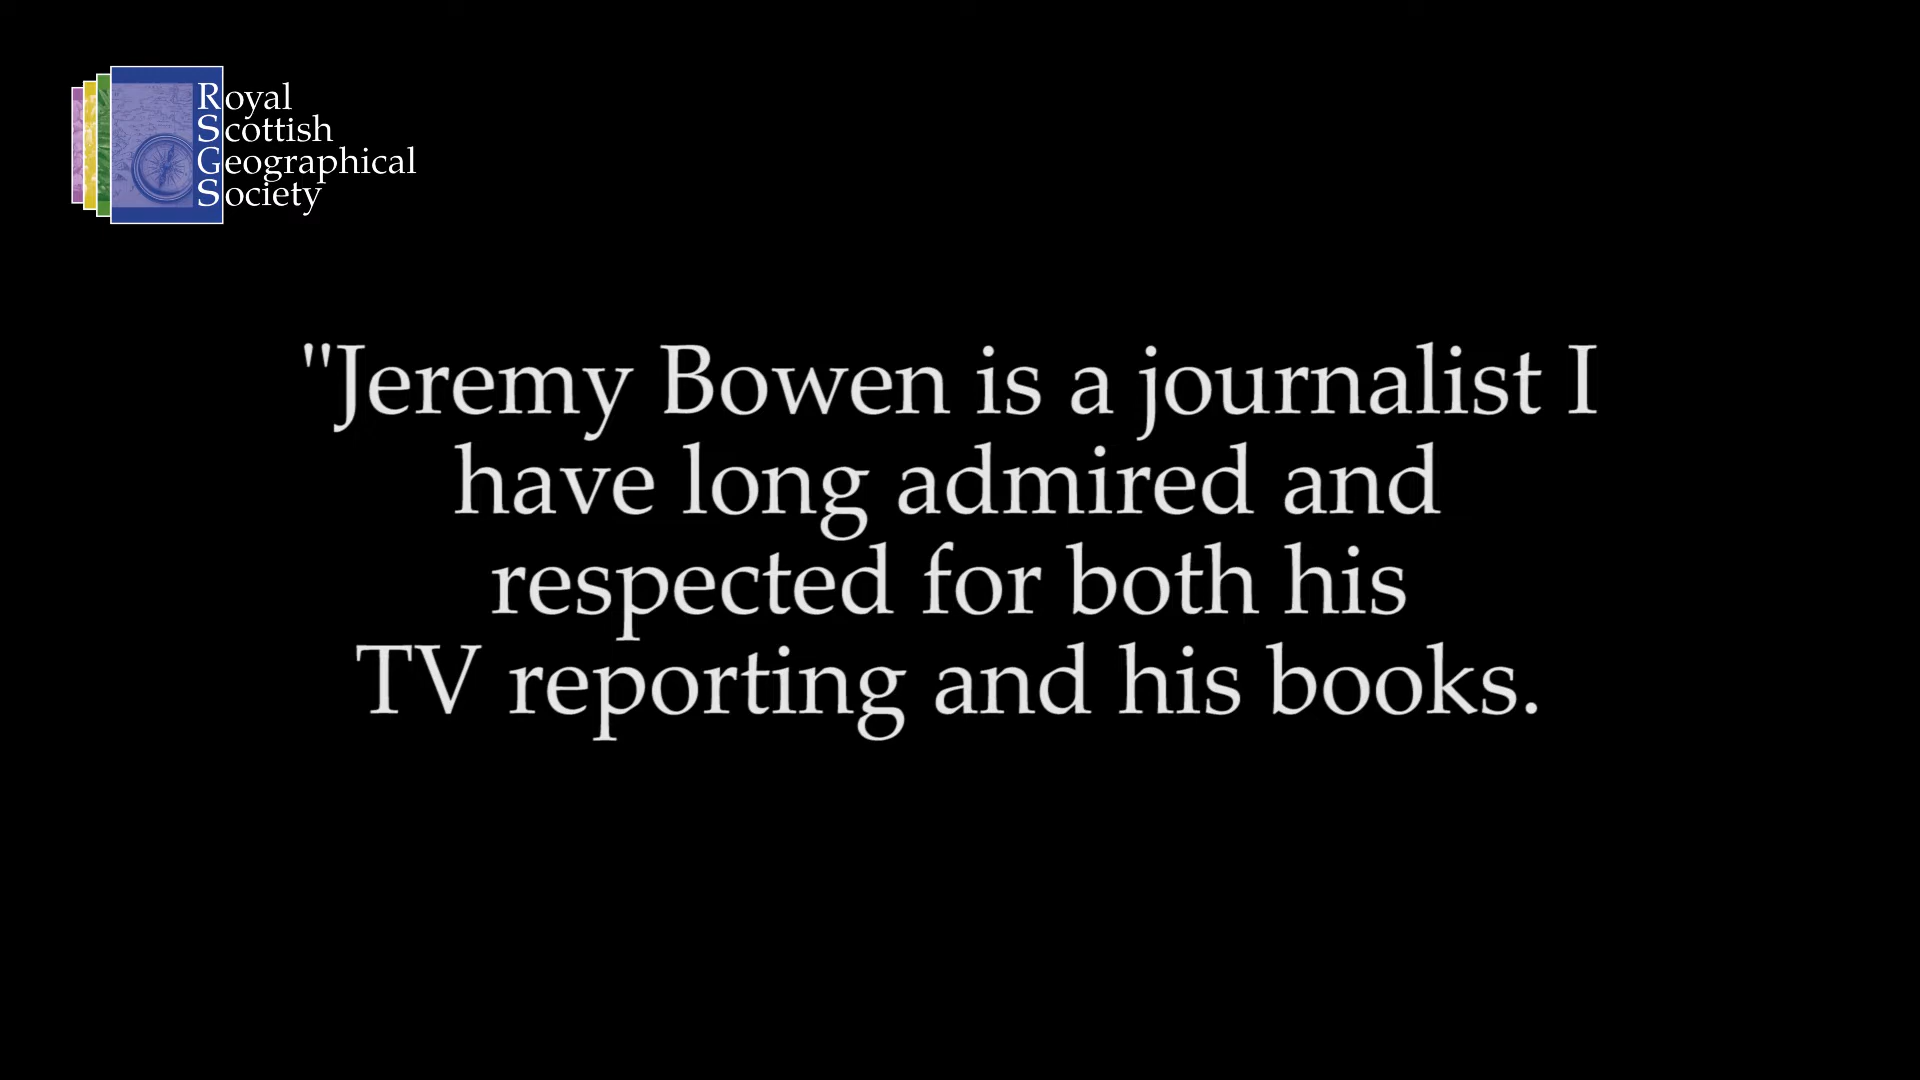 Royal
Scottish
Geographical
Society
"Jeremy Bowen is a journalist I
have long admired and
respected for both his
TV reporting and his books.